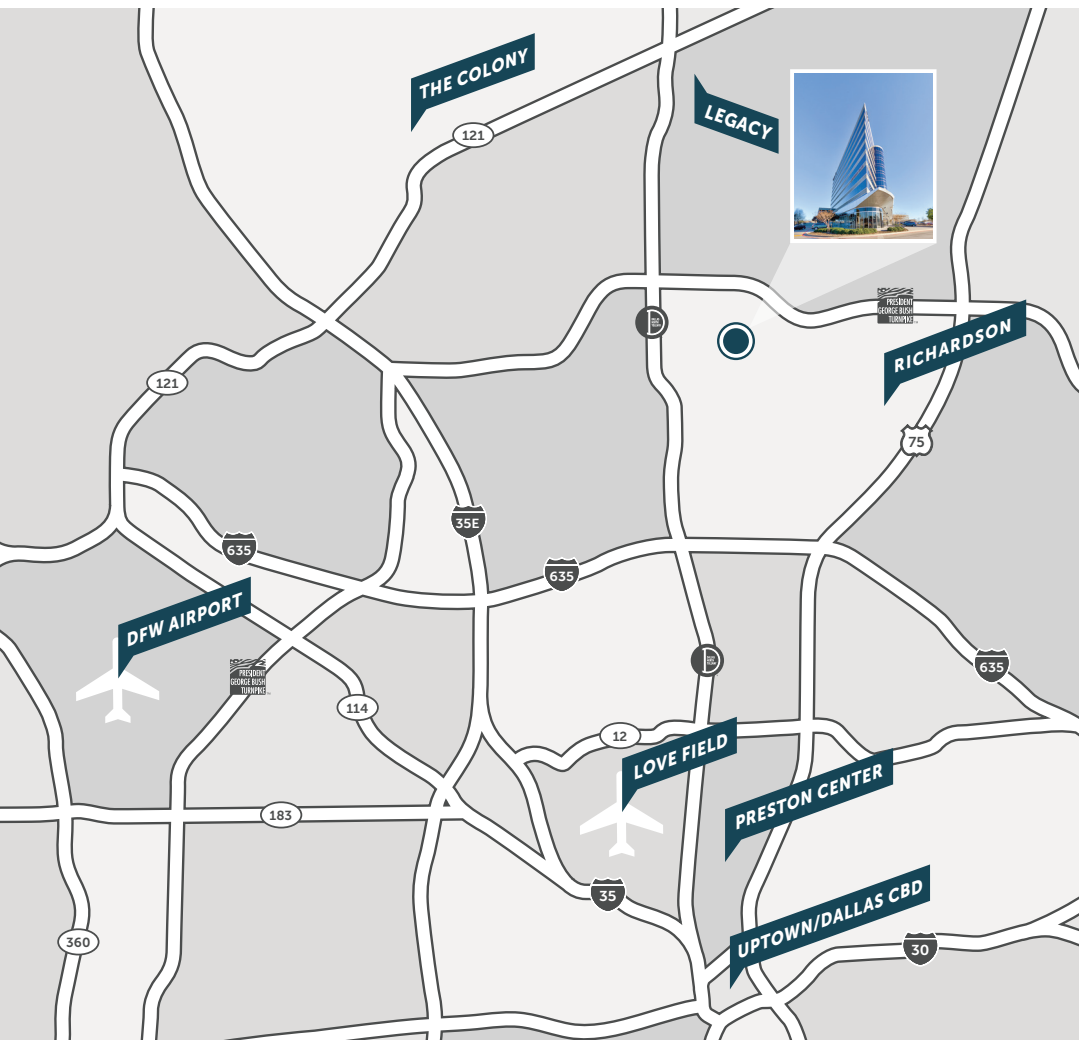 THE COLONY
LEGACY
121
PRESIDENT
GEORGE BUSH
TURNPIKE
RICHARDSON
121
75
35E
635
635
DFW AIRPORT
635
PRESIDENT
GEORGE BUSH
TURNPIKE
114
12
LOVE FIELD
PRESTON CENTER
183
35
UPTOWN/DALLAS CBD
360
30